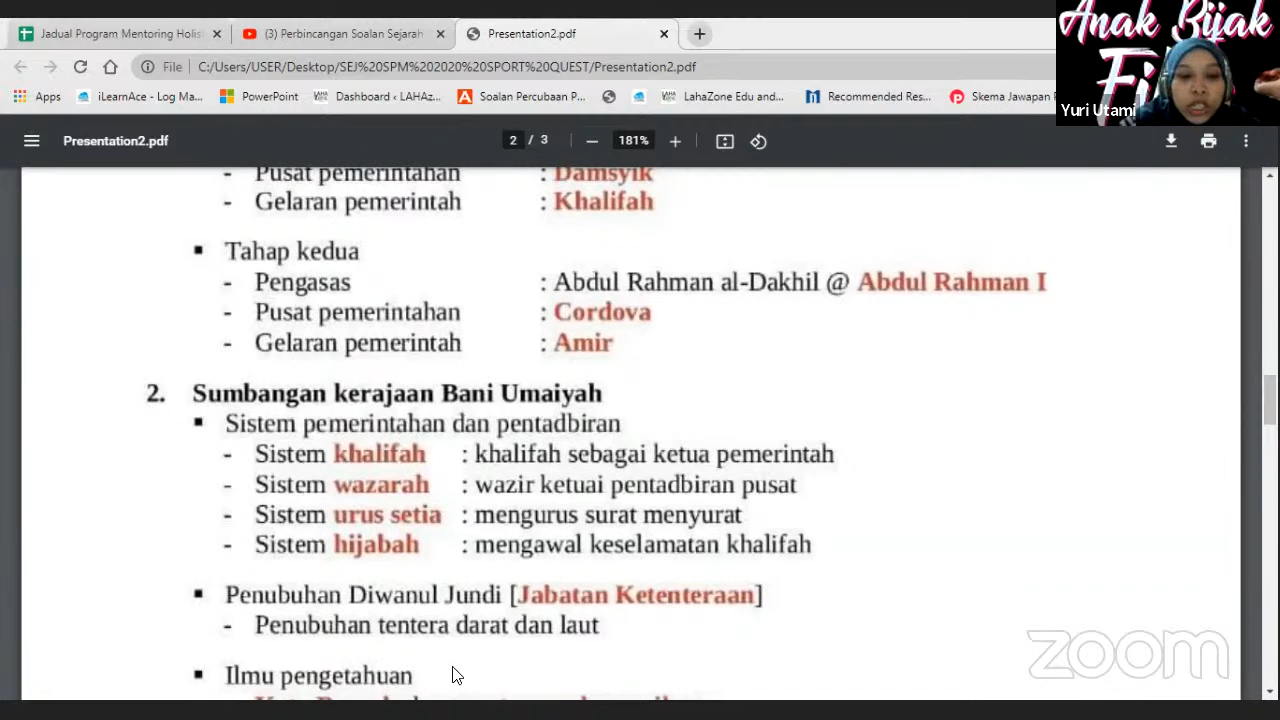 Jadual Program Mentoring Holis
(3) Perbincangan Soalan Sejarah
Presentation2.pdf
File
C:/Users/USER/Desktop/SEJ%20SPM%202020%20SPORT%20QUEST/Presentation2.pdf
Apps
iLearnAce - Log Ma...
PowerPoint
Dashboard ‹ LAHAz...
Soalan Percubaan P...
LahaZone Edu and...
Recommended Res...
Skema Jawapan
Anak Bijak
Yuri Utami
Presentation2.pdf
2 / 3
181%
- Pusat pemerintahan : Damsyik
- Gelaran pemerintah : Khalifah
▪ Tahap kedua
- Pengasas : Abdul Rahman al-Dakhil @ Abdul Rahman I
- Pusat pemerintahan : Cordova
- Gelaran pemerintah : Amir
2. Sumbangan kerajaan Bani Umaiyah
▪ Sistem pemerintahan dan pentadbiran
- Sistem khalifah : khalifah sebagai ketua pemerintah
- Sistem wazarah : wazir ketuai pentadbiran pusat
- Sistem urus setia : mengurus surat menyurat
- Sistem hijabah : mengawal keselamatan khalifah
▪ Penubuhan Diwanul Jundi [Jabatan Ketenteraan]
- Penubuhan tentera darat dan laut
▪ Ilmu pengetahuan
zoom